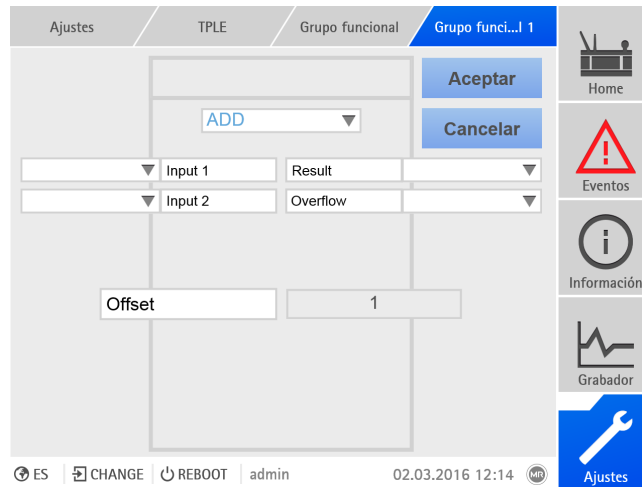 Ajustes
TPLE
Grupo funcional
Grupo funci...l 1
Aceptar
Home
ADD
Cancelar
Input 1
Result
Input 2
Overflow
Eventos
Información
Offset
1
Grabador
ES
CHANGE
REBOOT
admin
02.03.2016 12:14
MR
Ajustes